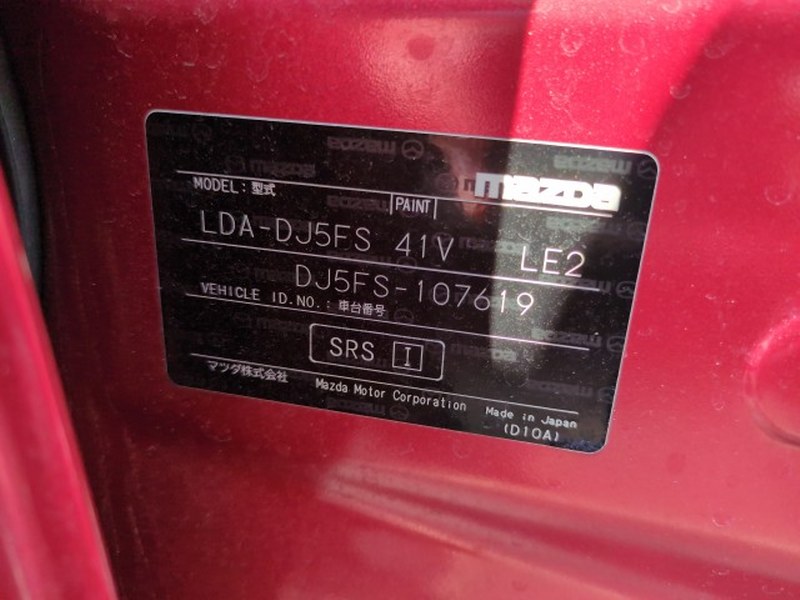 mazda
MODEL:型式
PAINT
LDA-DJ5FS 41V LE2
DJ5FS-107619
VEHICLE ID.NO.:車台番号
SRS I
マツダ株式会社 Mazda Motor Corporation Made in Japan
(D10A)